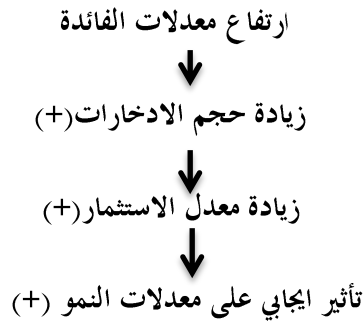 ارتفاع معدلات الفائدة
زيادة حجم الادخارات(+)
زيادة معدل الاستثمار(+)
تأثير ايجابي على معدلات النمو (+)